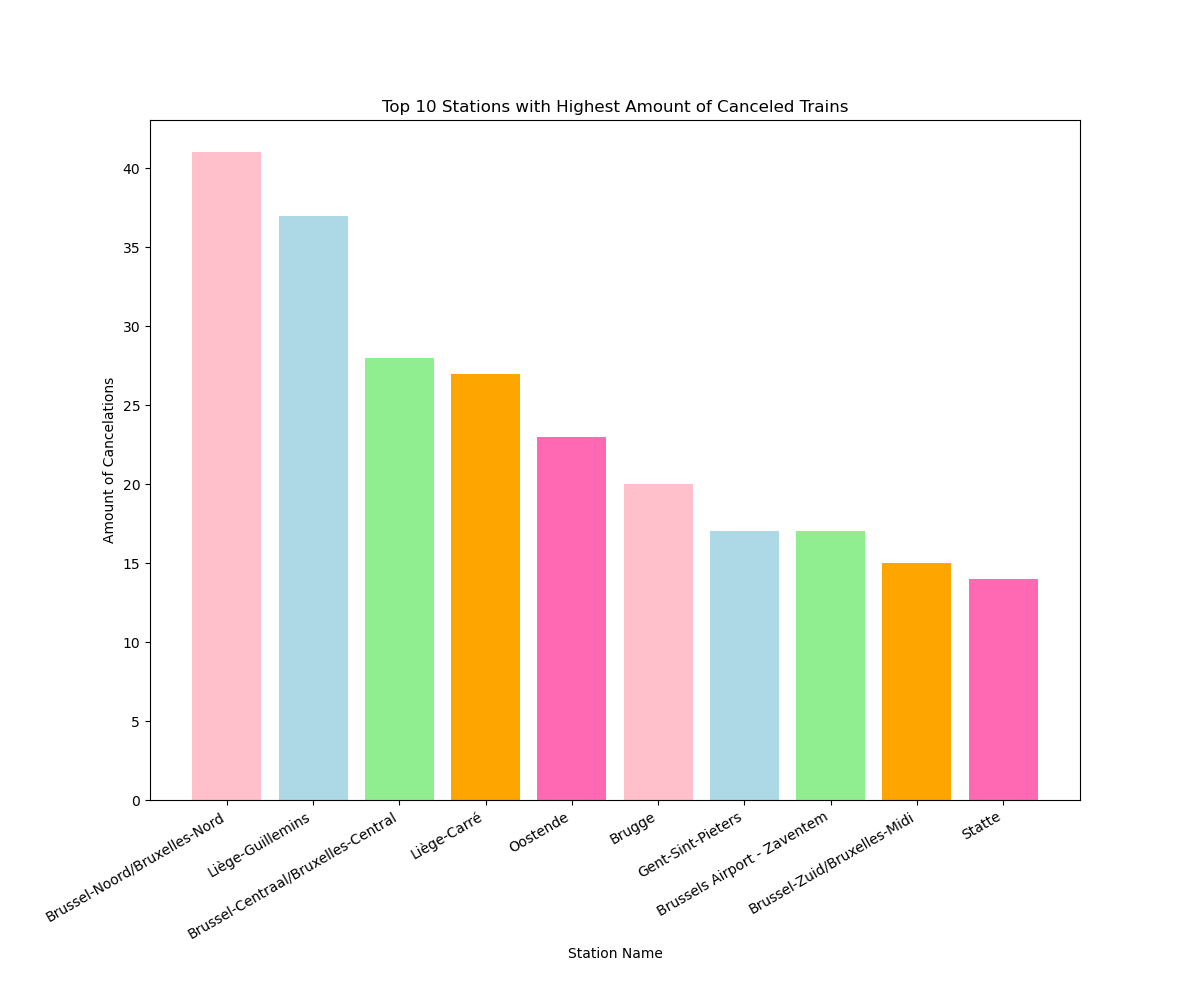 Top 10 Stations with Highest Amount of Canceled Trains
Amount of Cancelations
40
35
30
25
20
15
10
5
0
Brussel-Noord/Bruxelles-Nord
Liège-Guillemins
Brussel-Centraal/Bruxelles-Central
Liège-Carré
Oostende
Brugge
Gent-Sint-Pieters
Brussels Airport - Zaventem
Brussel-Zuid/Bruxelles-Midi
Statte
Station Name